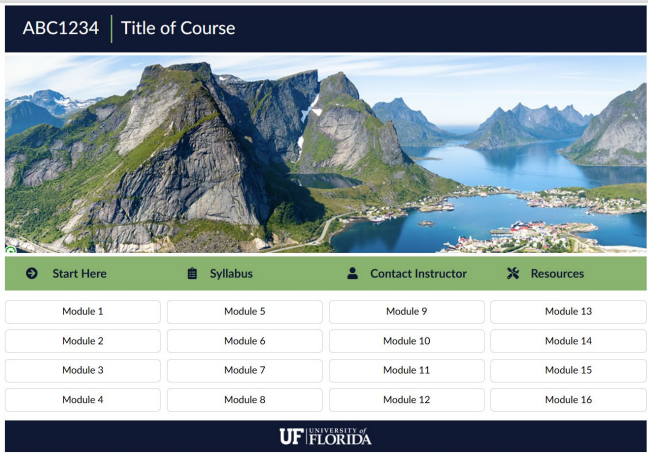 ABC1234 | Title of Course
Start Here Syllabus Contact Instructor Resources
Module 1 Module 5 Module 9 Module 13
Module 2 Module 6 Module 10 Module 14
Module 3 Module 7 Module 11 Module 15
Module 4 Module 8 Module 12 Module 16
UF UNIVERSITY of
FLORIDA